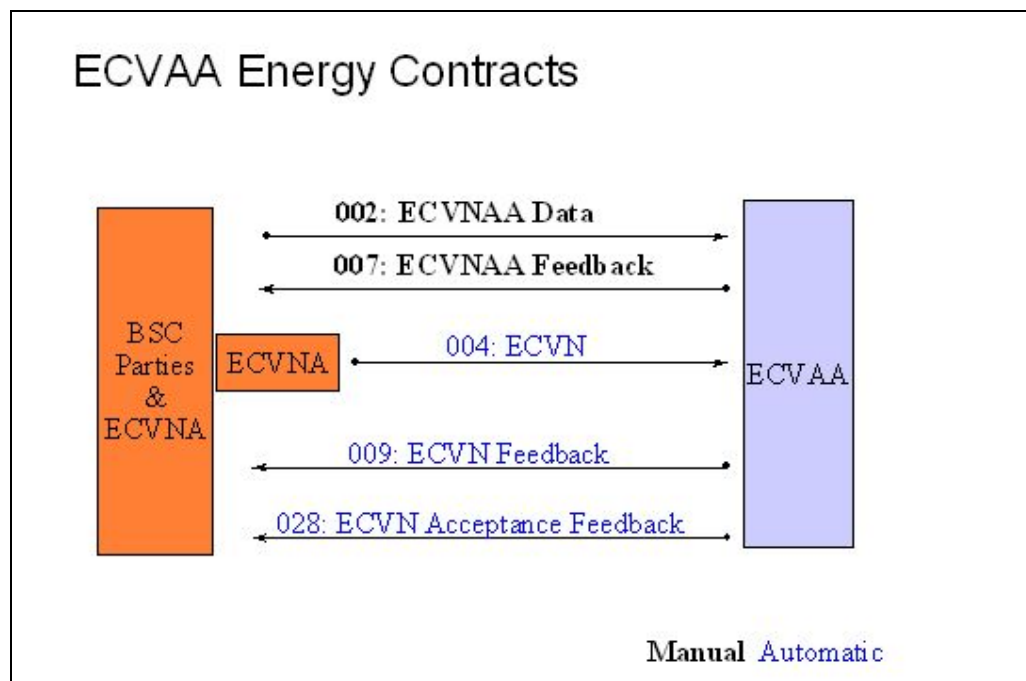 ECVAA Energy Contracts
002: ECVNAA Data
007: ECVNAA Feedback
BSC
Parties
&
ECVNA
ECVNA
004: ECVN
ECVAA
009: ECVN Feedback
028: ECVN Acceptance Feedback
Manual Automatic